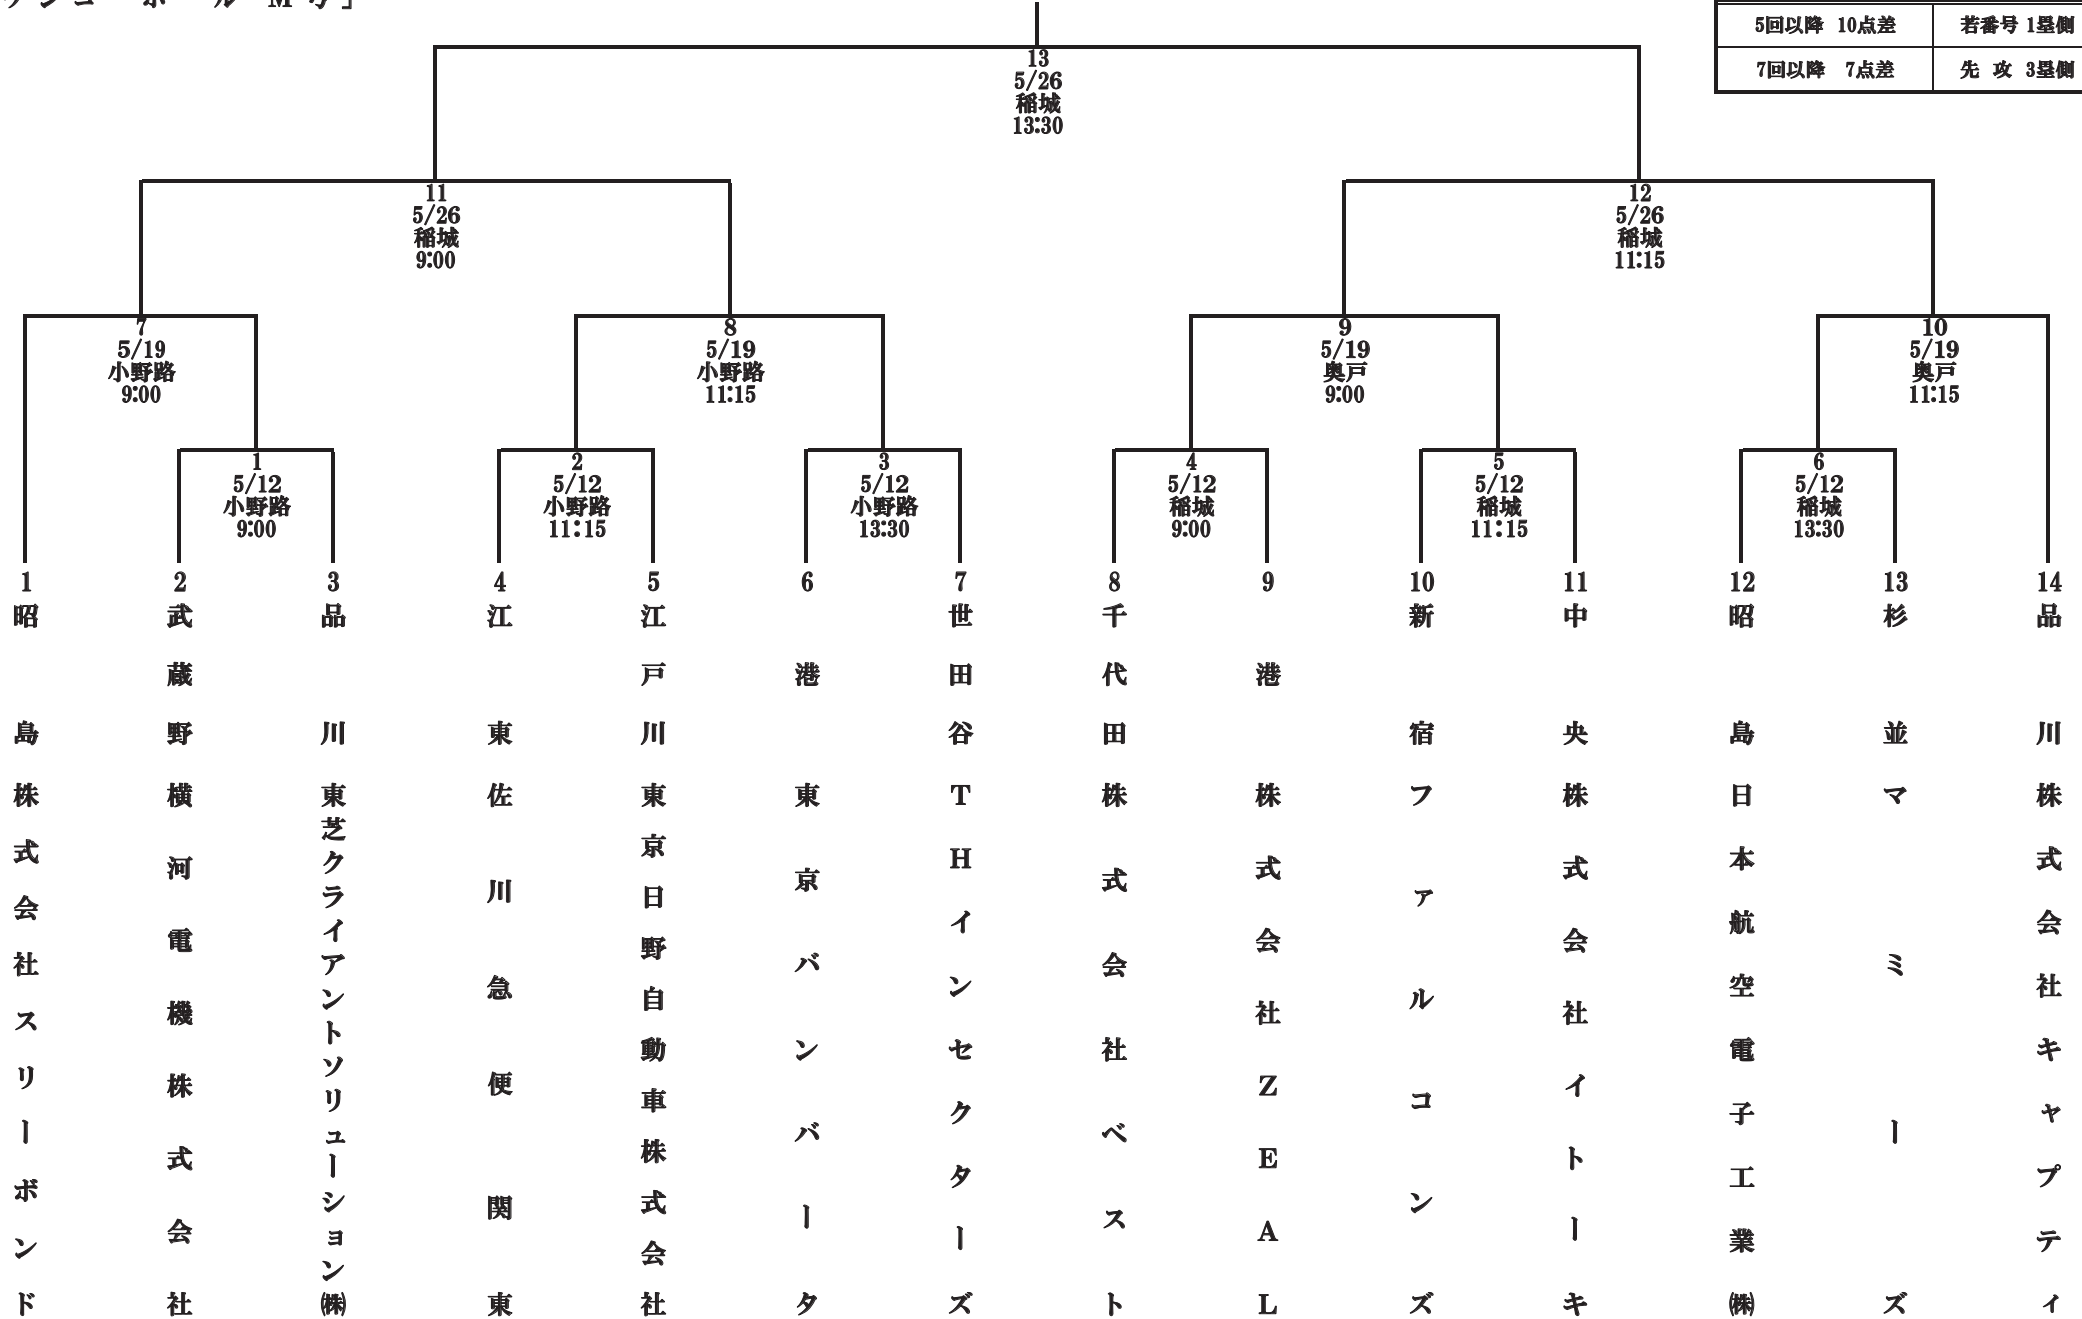 5回以降 10点差 若番号 1塁側
7回以降 7点差 先 攻 3塁側
13
5/26
稲城
13:30
11
5/26
稲城
9:00
12
5/26
稲城
11:15
7
5/19
小野路
9:00
8
5/19
小野路
11:15
9
5/19
奥戸
9:00
10
5/19
奥戸
11:15
1
5/12
小野路
9:00
2
5/12
小野路
11:15
3
5/12
小野路
13:30
4
5/12
稲城
9:00
5
5/12
稲城
11:15
6
5/12
稲城
13:30
1
昭島
株式会社スリーボンド
2
武蔵野
横河電機株式会社
3
品川
東芝クライアントソリューション㈱
4
江東
佐川急便関東
5
江戸川
東京日野自動車株式会社
6
港
東京バンバータ
7
世田谷
THインセクターズ
8
千代田
株式会社ベスト
9
港
株式会社ZEAL
10
新宿
ファルコンズ
11
中央
株式会社イトーキ
12
昭島
日本航空電子工業㈱
13
杉並
マミーズ
14
品川
株式会社キャプティ